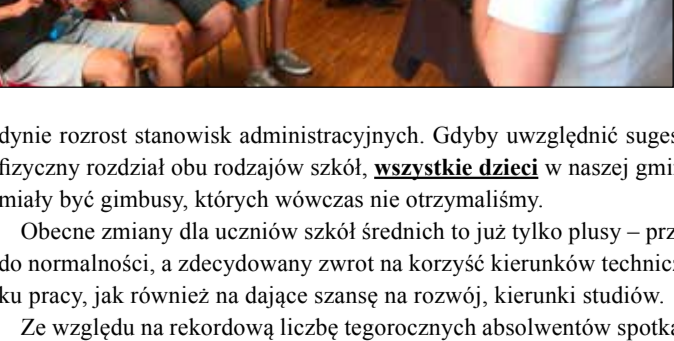 dynie rozrost stanowisk administracyjnych. Gdyby uwzględnić suges
fizyczny rozdział obu rodzajów szkół, wszystkie dzieci w naszej gmi
miały być gimbusy, których wówczas nie otrzymaliśmy.
Obecne zmiany dla uczniów szkół średnich to już tylko plusy – prz
do normalności, a zdecydowany zwrot na korzyść kierunków technicz
ku pracy, jak również na dające szansę na rozwój, kierunki studiów.
Ze względu na rekordową liczbę tegorocznych absolwentów spotka